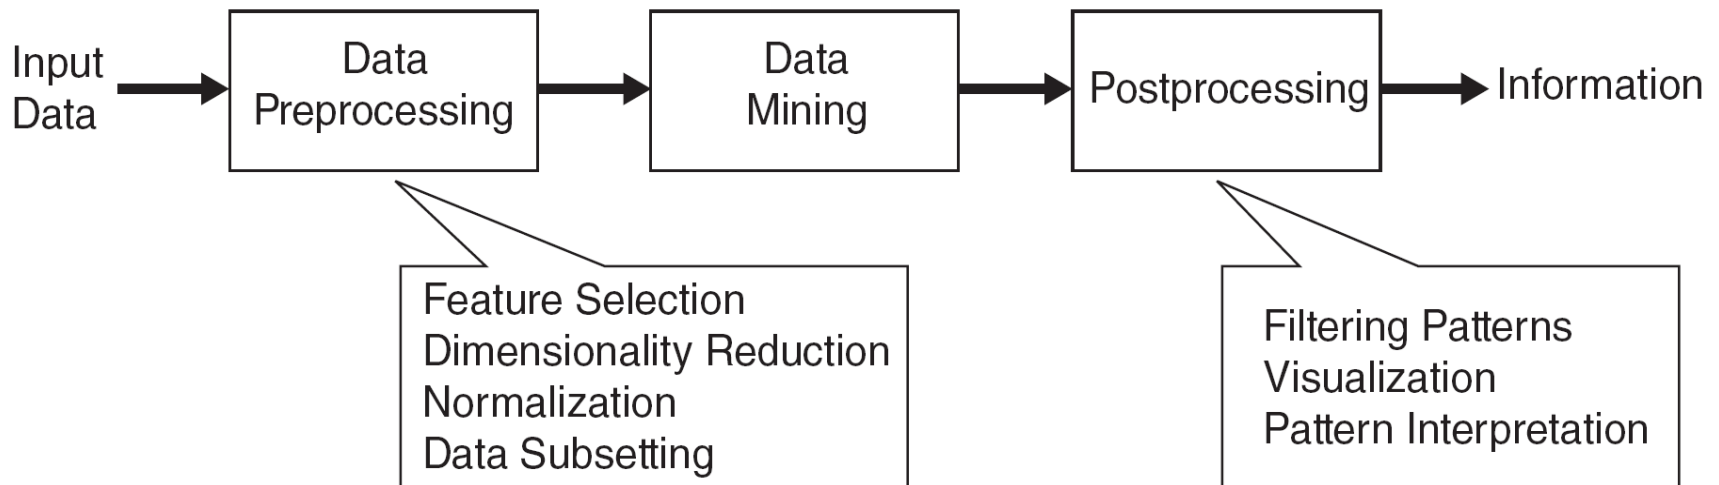 Input
Data
Data
Preprocessing
Data
Mining
Postprocessing
Information
Feature Selection
Dimensionality Reduction
Normalization
Data Subsetting
Filtering Patterns
Visualization
Pattern Interpretation